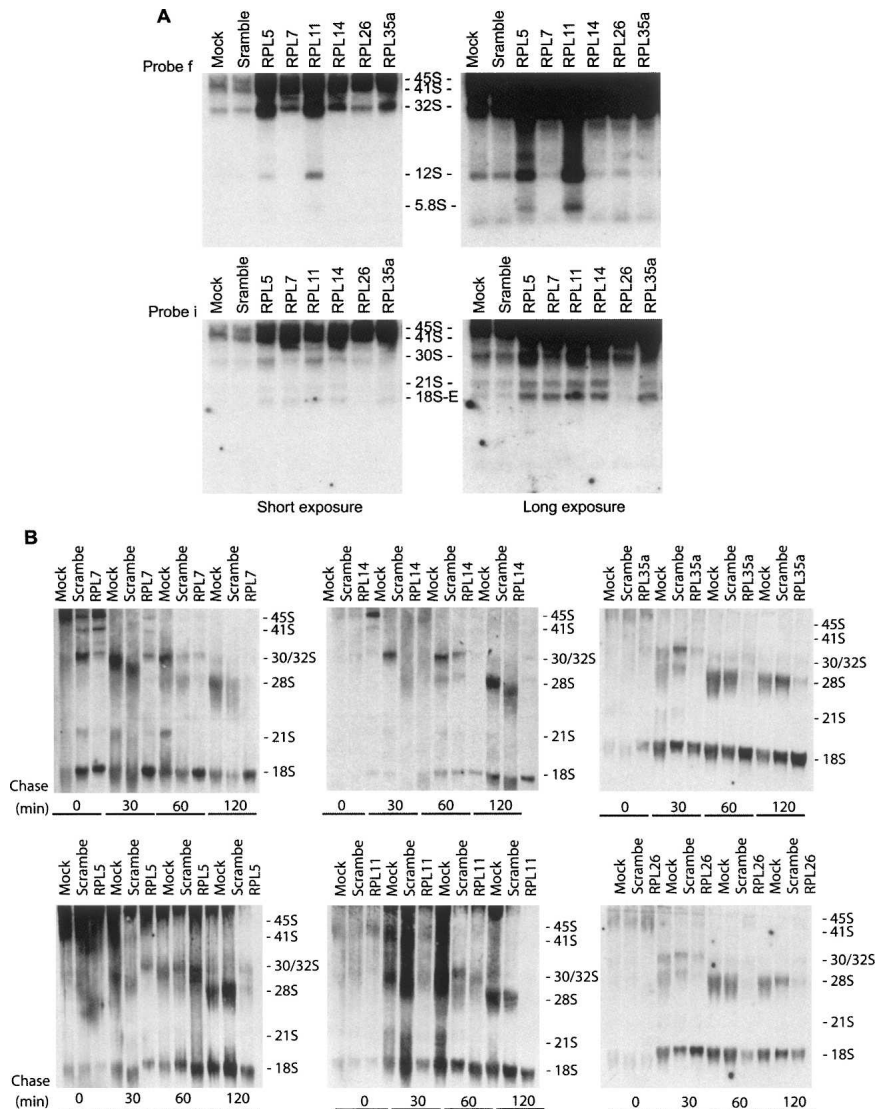 A
Mock Sramble RPL5 RPL7 RPL11 RPL14 RPL26 RPL35a Mock Scramble RPL5 RPL7 RPL11 RPL14 RPL26 RPL35a
Probe f
- 45S -
- 41S -
- 32S -
- 12S -
- 5.8S -
Mock Sramble RPL5 RPL7 RPL11 RPL14 RPL26 RPL35a Mock Scramble RPL5 RPL7 RPL11 RPL14 RPL26 RPL35a
Probe i
- 45S -
- 41S -
- 30S -
- 21S -
- 18S-E
Short exposure Long exposure
B
Mock Scrambe RPL7 Mock Scrambe RPL7 Mock Scrambe RPL7 Mock Scrambe RPL7
- 45S
- 41S
- 30/32S
- 28S
- 21S
- 18S
Chase
(min) 0 30 60 120
Mock Scrambe RPL14 Mock Scrambe RPL14 Mock Scrambe RPL14 Mock Scrambe RPL14
- 45S
- 41S
- 30/32S
- 28S
- 21S
- 18S
0 30 60 120
Mock Scrambe RPL35a Mock Scrambe RPL35a Mock Scrambe RPL35a Mock Scrambe RPL35a
- 45S
41S
- 30/32S
- 28S
- 21S
- 18S
0 30 60 120
Mock Scrambe RPL5 Mock Scrambe RPL5 Mock Scrambe RPL5 Mock Scrambe RPL5
- 45S
- 41S
- 30/32S
- 28S
- 21S
- 18S
Chase
(min) 0 30 60 120
Mock Scrambe RPL11 Mock Scrambe RPL11 Mock Scrambe RPL11 Mock Scrambe RPL11
- 45S
- 41S
- 30/32S
- 28S
- 21S
- 18S
0 30 60 120
Mock Scrambe RPL26 Mock Scrambe RPL26 Mock Scrambe RPL26 Mock Scrambe RPL26
- 45S
- 41S
- 30/32S
- 28S
- 21S
- 18S
0 30 60 120